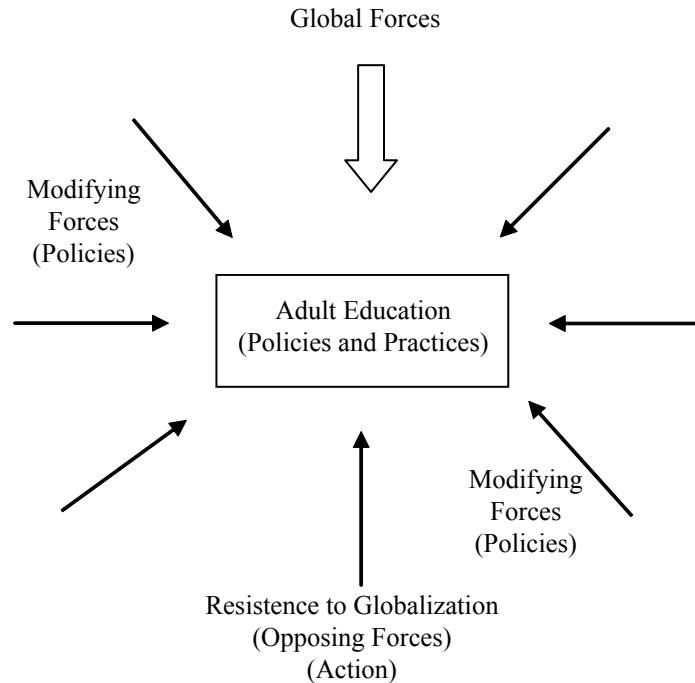 Global Forces
Modifying
Forces
(Policies)
Adult Education
(Policies and Practices)
Modifying
Forces
(Policies)
Resistence to Globalization
(Opposing Forces)
(Action)